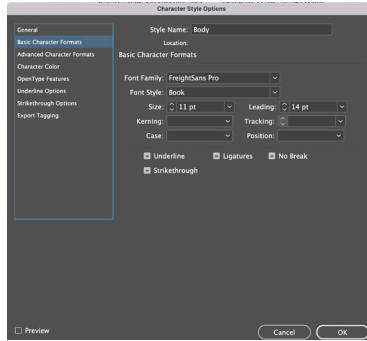 Character Style Options
General
Basic Character Formats
Advanced Character Formats
Character Color
OpenType Features
Underline Options
Strikethrough Options
Export Tagging
Style Name: Body
Location:
Basic Character Formats
Font Family: FreightSans Pro
Font Style: Book
Size: 11 pt Leading: 14 pt
Kerning: Tracking:
Case: Position:
Underline Ligatures No Break
Strikethrough
Preview
Cancel OK